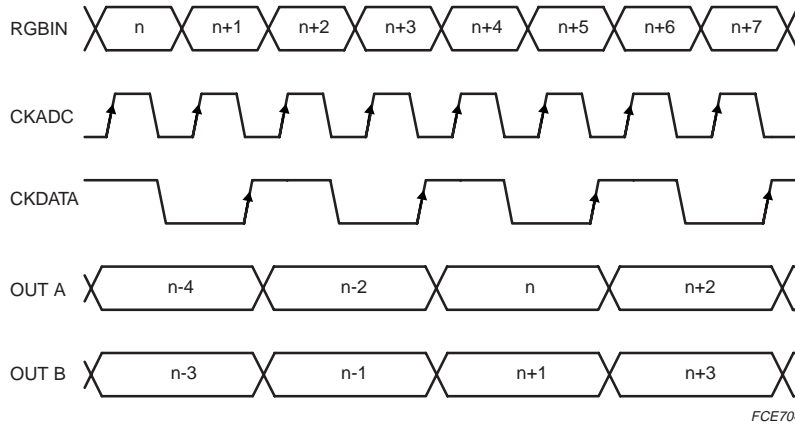 RGBIN n n+1 n+2 n+3 n+4 n+5 n+6 n+7
CKADC
CKDATA
OUT A n-4 n-2 n n+2
OUT B n-3 n-1 n+1 n+3